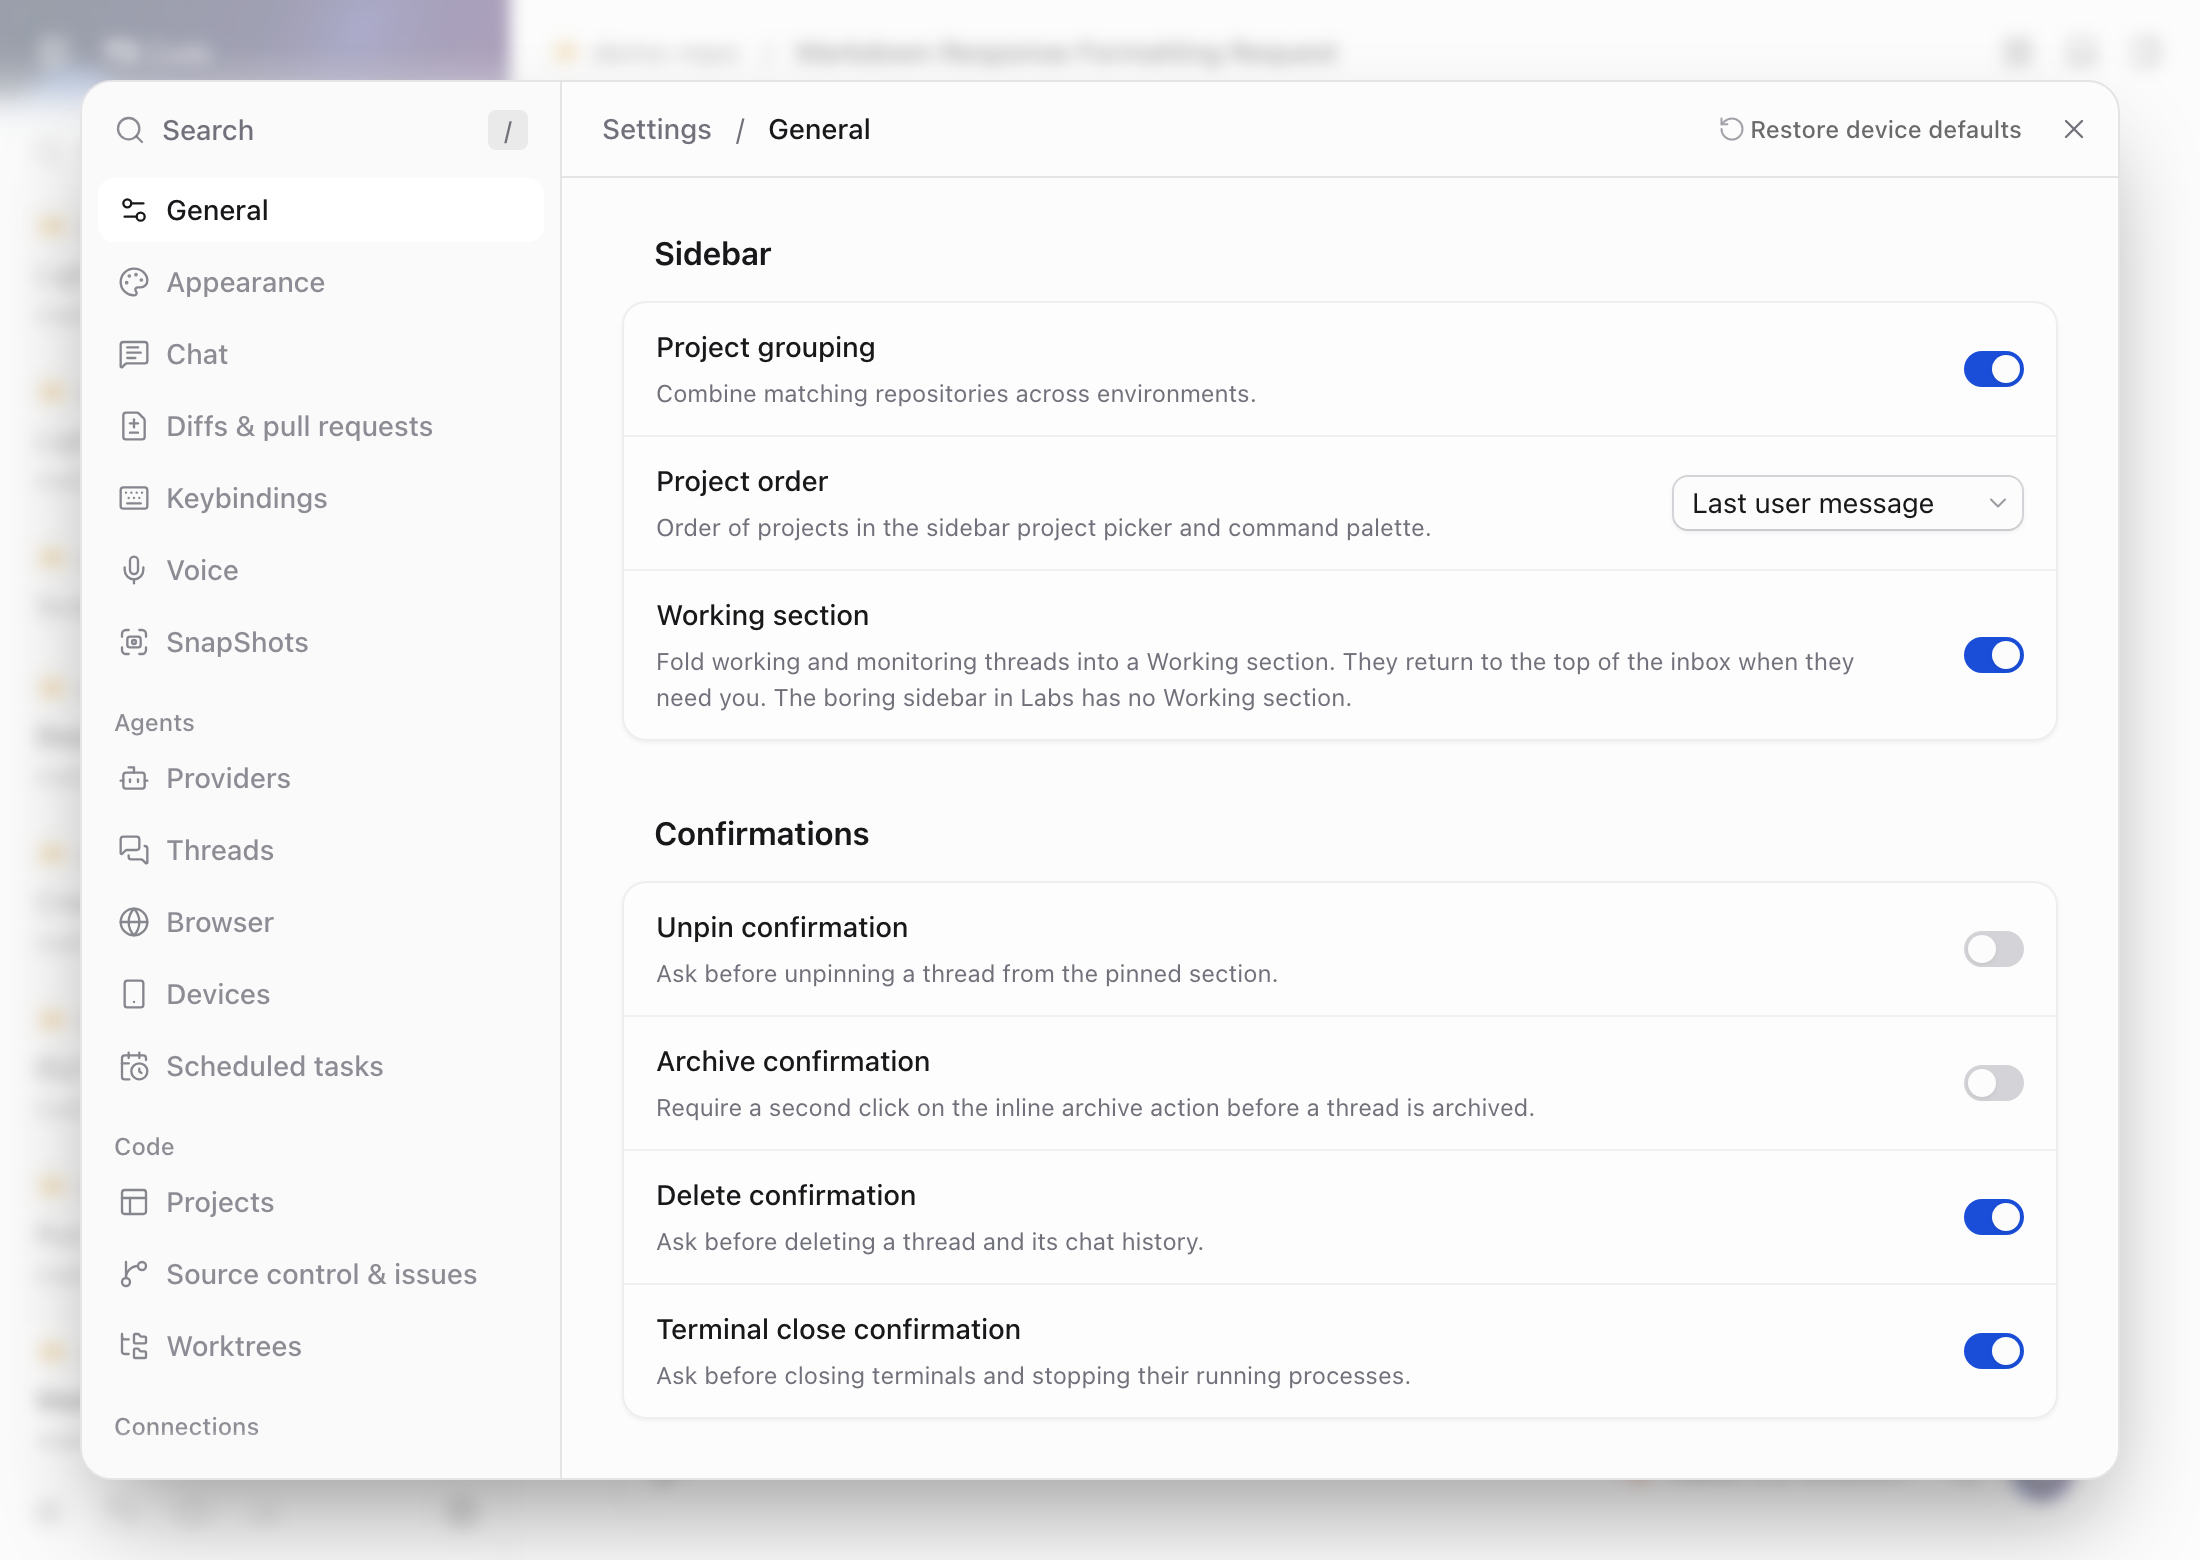 Search /
General
Appearance
Chat
Diffs & pull requests
Keybindings
Voice
SnapShots
Agents
Providers
Threads
Browser
Devices
Scheduled tasks
Code
Projects
Source control & issues
Worktrees
Connections
Settings / General
Restore device defaults
Sidebar
Project grouping
Combine matching repositories across environments.
Project order
Order of projects in the sidebar project picker and command palette.
Last user message
Working section
Fold working and monitoring threads into a Working section. They return to the top of the inbox when they
need you. The boring sidebar in Labs has no Working section.
Confirmations
Unpin confirmation
Ask before unpinning a thread from the pinned section.
Archive confirmation
Require a second click on the inline archive action before a thread is archived.
Delete confirmation
Ask before deleting a thread and its chat history.
Terminal close confirmation
Ask before closing terminals and stopping their running processes.